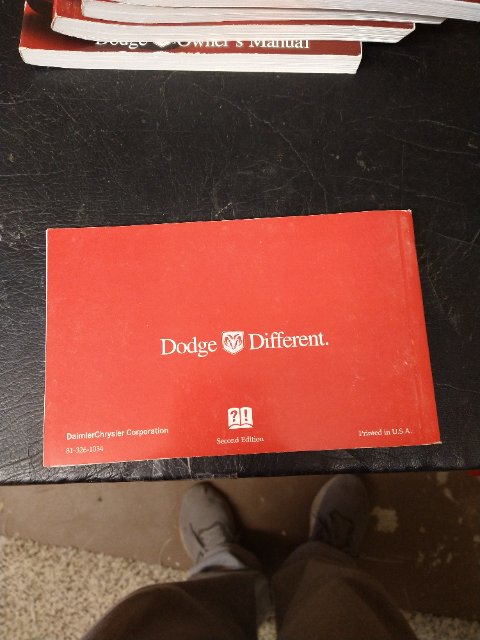 Dodge Owner's Manual
Dodge Different.
?!
Second Edition
DaimlerChrysler Corporation
81-326-1034
Printed in U.S.A.